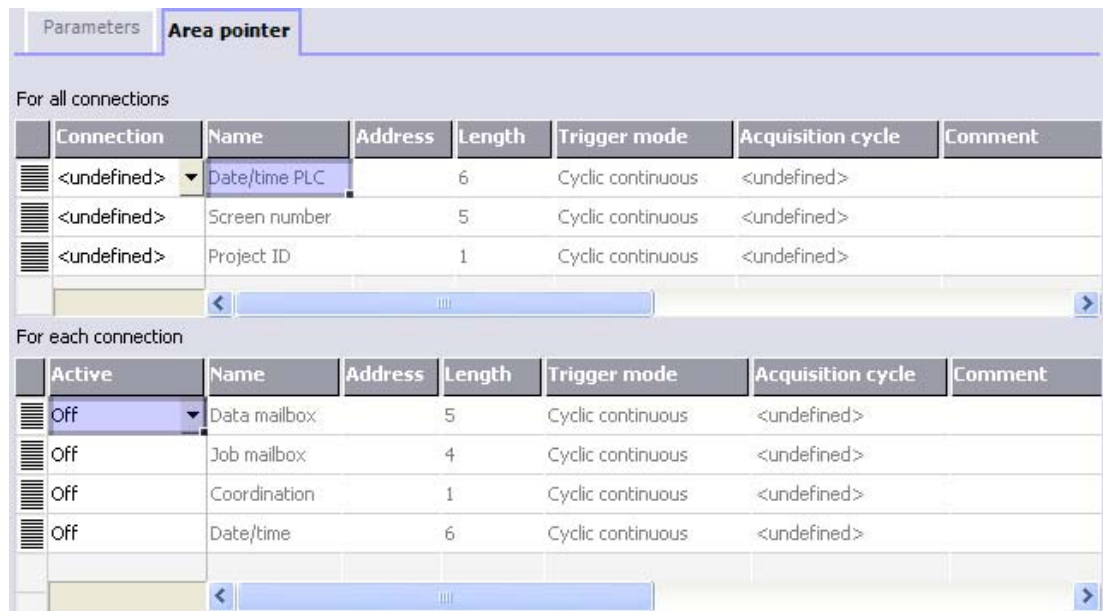 Parameters Area pointer
For all connections
Connection Name Address Length Trigger mode Acquisition cycle Comment
<undefined> Date/time PLC 6 Cyclic continuous <undefined>
<undefined> Screen number 5 Cyclic continuous <undefined>
<undefined> Project ID 1 Cyclic continuous <undefined>
For each connection
Active Name Address Length Trigger mode Acquisition cycle Comment
Off Data mailbox 5 Cyclic continuous <undefined>
Off Job mailbox 4 Cyclic continuous <undefined>
Off Coordination 1 Cyclic continuous <undefined>
Off Date/time 6 Cyclic continuous <undefined>